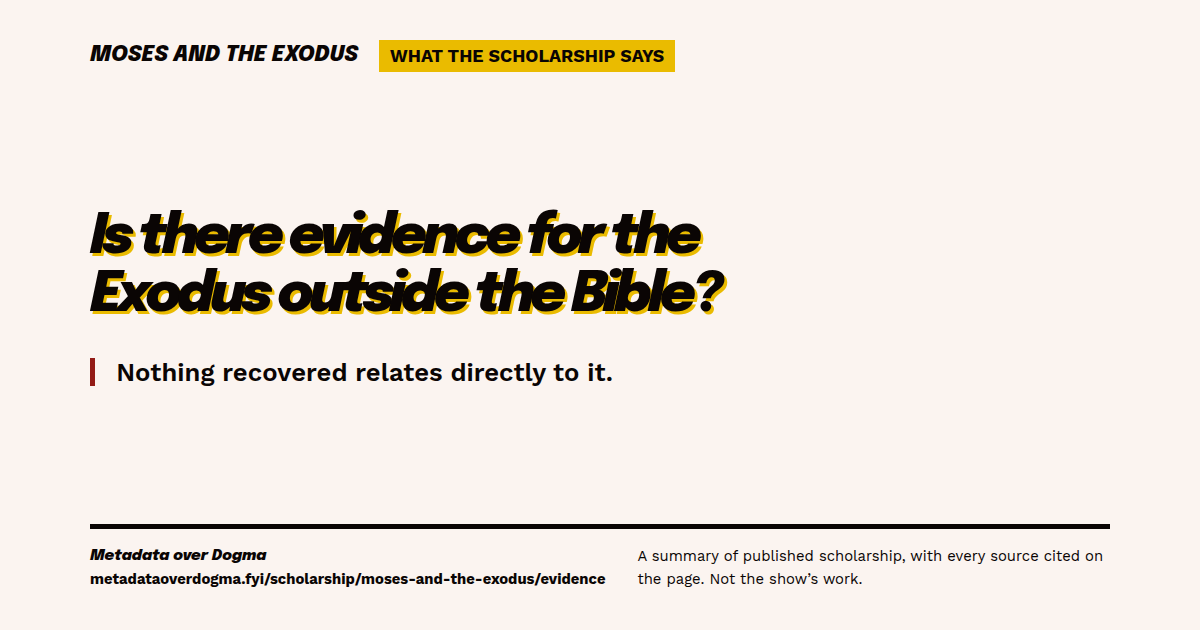 MOSES AND THE EXODUS
WHAT THE SCHOLARSHIP SAYS
Is there evidence for the
Exodus outside the Bible?
Nothing recovered relates directly to it.
Metadata over Dogma
metadataoverdogma.fyi/scholarship/moses-and-the-exodus/evidence
A summary of published scholarship, with every source cited on
the page. Not the show’s work.